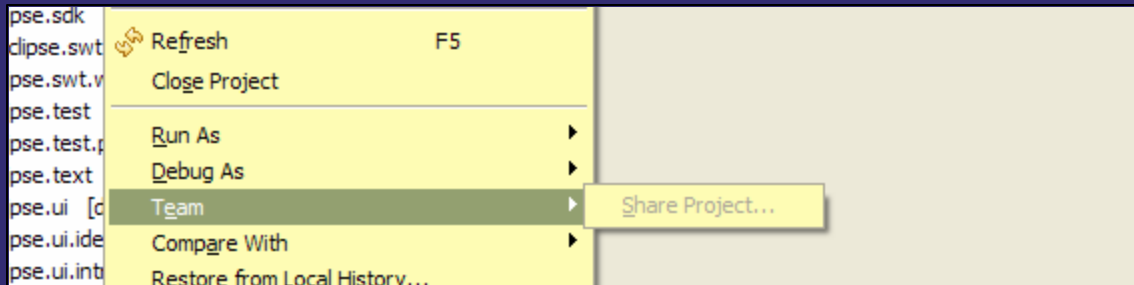 pse.sdk
clipse.swt
pse.swt.w
pse.test
pse.test.p
pse.text
pse.ui [d
pse.ui.ide
pse.ui.intr
Refresh F5
Close Project
Run As
Debug As
Team
Compare With
Restore from Local History...
Share Project...